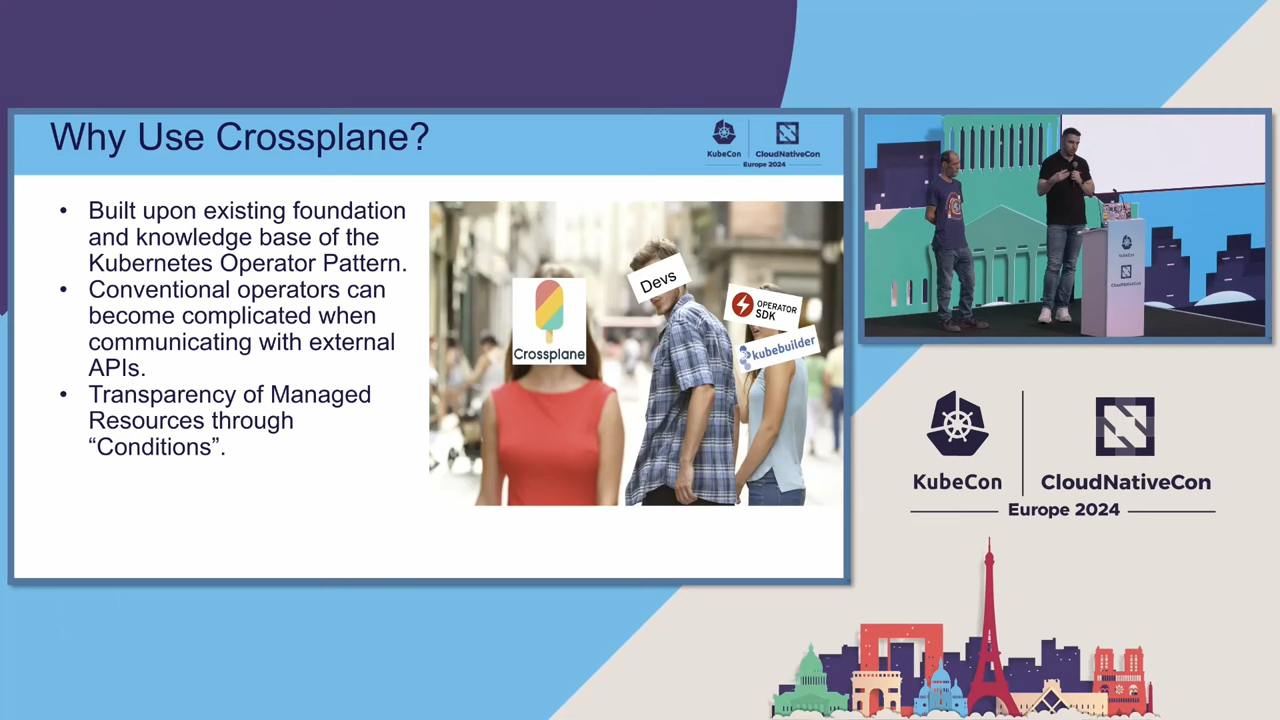 Why Use Crossplane?
KubeCon
CloudNativeCon
Europe 2024
• Built upon existing foundation
and knowledge base of the
Kubernetes Operator Pattern.
• Conventional operators can
become complicated when
communicating with external
APIs.
• Transparency of Managed
Resources through
“Conditions”.
Crossplane
Devs
OPERATOR
SDK
kubebuilder
KubeCon
CloudNativeCon
KubeCon
CloudNativeCon
Europe 2024